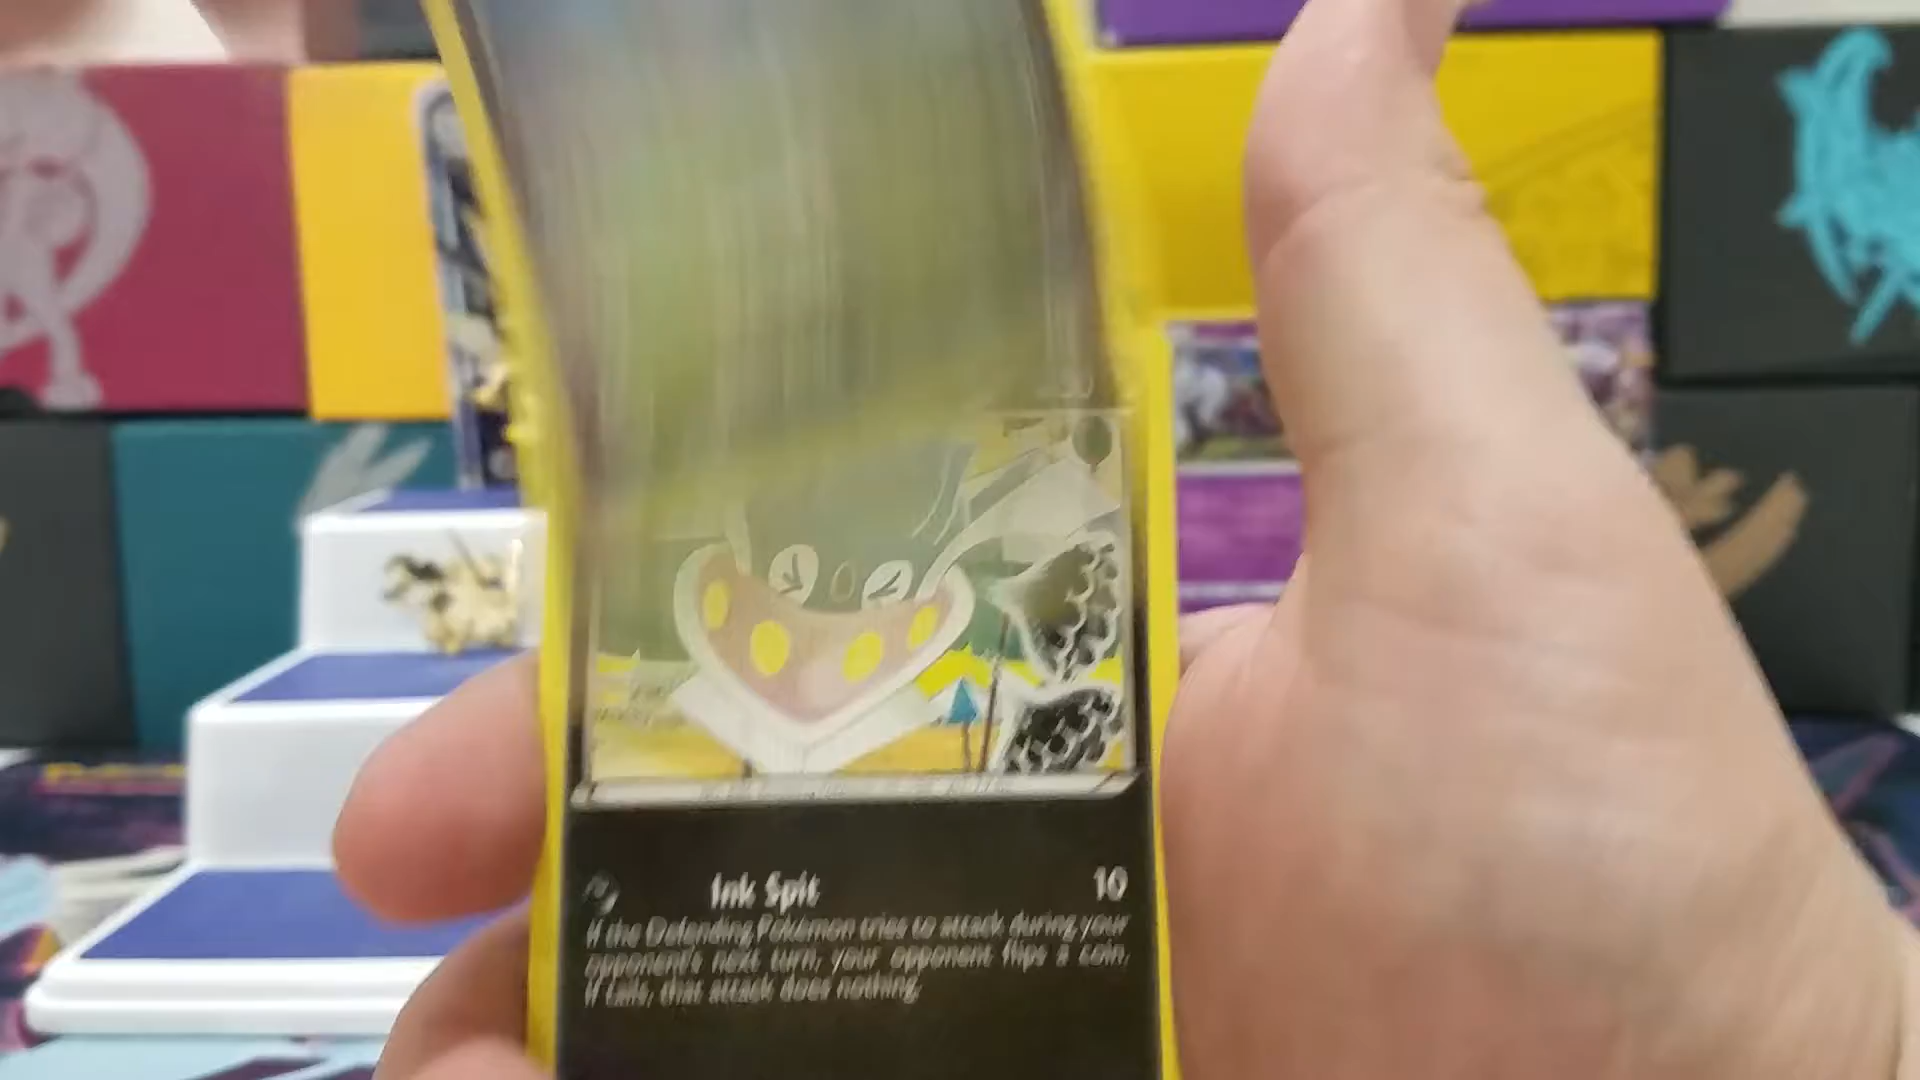 Ink Spit 10
If the Defending Pokémon tries to attack during your
opponent's next turn, your opponent flips a coin.
If tails, that attack does nothing.